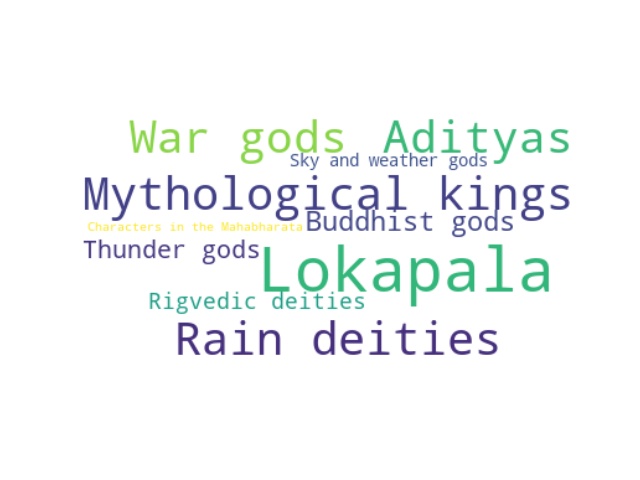 War gods Adityas
Sky and weather gods
Mythological kings
Buddhist gods
Characters in the Mahabharata
Thunder gods
Lokapala
Rigvedic deities
Rain deities